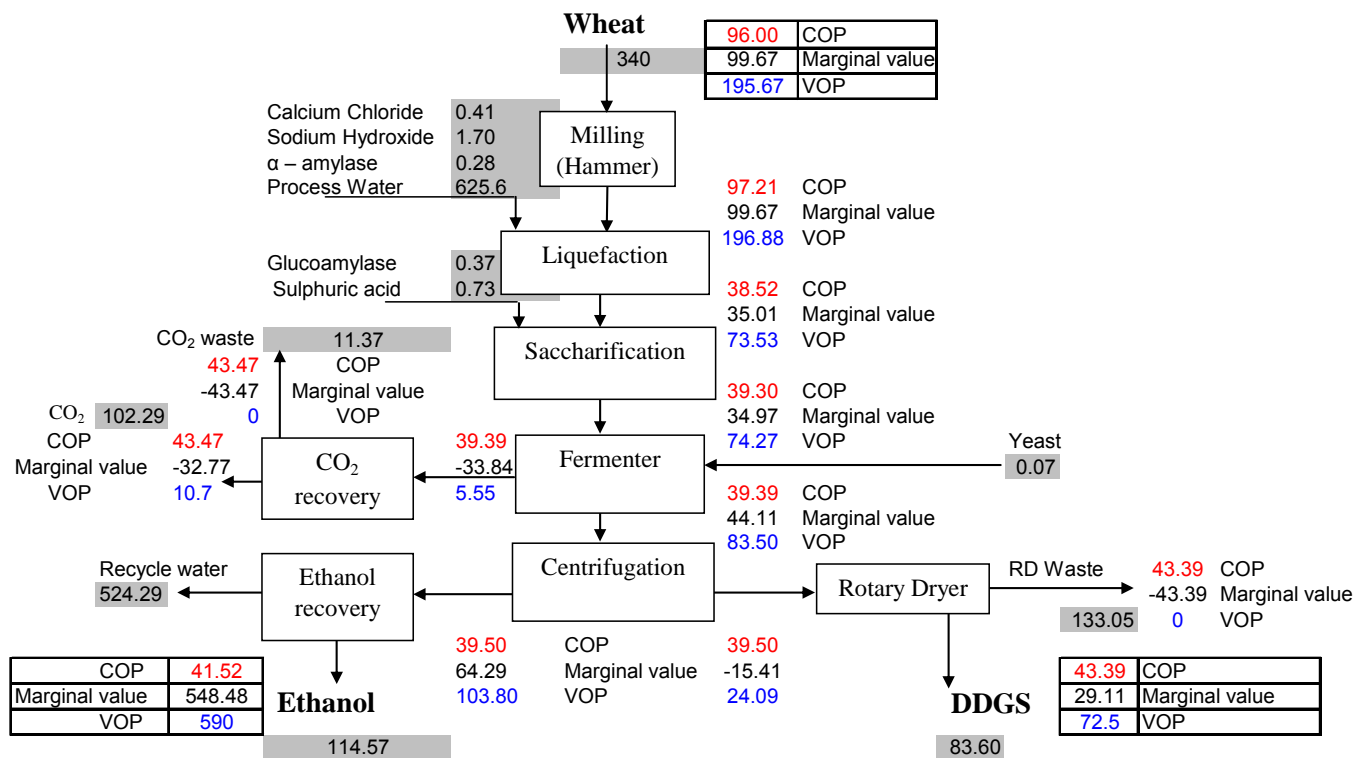 Wheat
96.00 COP
340 99.67 Marginal value
195.67 VOP
Calcium Chloride 0.41
Sodium Hydroxide 1.70
α – amylase 0.28
Process Water 625.6
Milling
(Hammer)
97.21 COP
99.67 Marginal value
196.88 VOP
Liquefaction
Glucoamylase 0.37
Sulphuric acid 0.73
38.52 COP
35.01 Marginal value
73.53 VOP
Saccharification
CO2 waste 11.37
43.47 COP
-43.47 Marginal value
0 VOP
39.30 COP
34.97 Marginal value
74.27 VOP
CO2 102.29
COP 43.47
Marginal value -32.77
VOP 10.7
CO2
recovery
39.39
-33.84
5.55
Fermenter
Yeast
0.07
39.39 COP
44.11 Marginal value
83.50 VOP
Recycle water
524.29
Ethanol
recovery
Centrifugation
Rotary Dryer
RD Waste
133.05
43.39 COP
-43.39 Marginal value
0 VOP
39.50 COP 39.50
64.29 Marginal value -15.41
103.80 VOP 24.09
COP 41.52
Marginal value 548.48
VOP 590
Ethanol
114.57
DDGS
83.60
43.39 COP
29.11 Marginal value
72.5 VOP